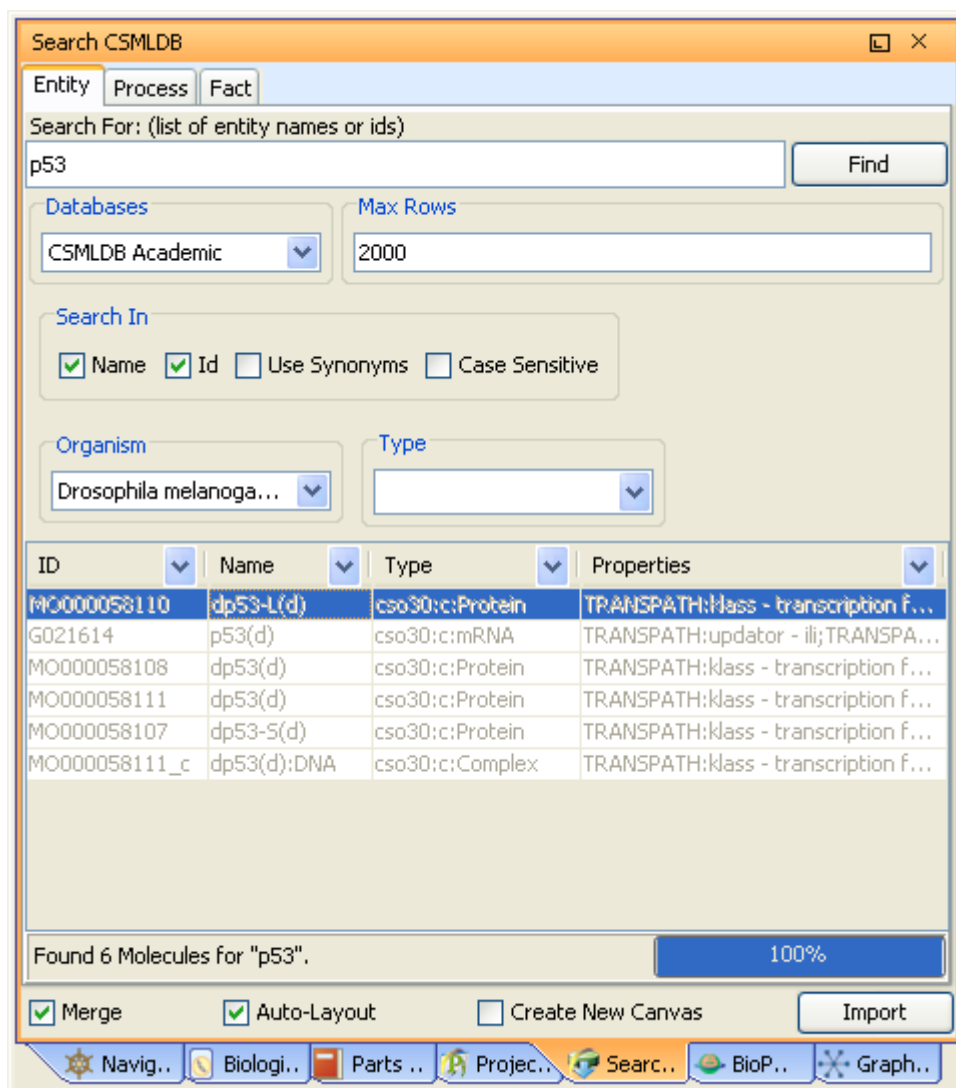 Search CSMLDB
Entity Process Fact
Search For: (list of entity names or ids)
p53 Find
Databases Max Rows
CSMLDB Academic 2000
Search In
Name Id Use Synonyms Case Sensitive
Organism Type
Drosophila melanoga...
ID Name Type Properties
MO000058110 dp53-L(d) cso30:c:Protein TRANSPATH:klass - transcription f...
G021614 p53(d) cso30:c:mRNA TRANSPATH:updator - ili;TRANSPA...
MO000058108 dp53(d) cso30:c:Protein TRANSPATH:klass - transcription f...
MO000058111 dp53(d) cso30:c:Protein TRANSPATH:klass - transcription f...
MO000058107 dp53-S(d) cso30:c:Protein TRANSPATH:klass - transcription f...
MO000058111_c dp53(d):DNA cso30:c:Complex TRANSPATH:klass - transcription f...
Found 6 Molecules for "p53". 100%
Merge Auto-Layout Create New Canvas Import
Navig.. Biologi.. Parts .. Projec.. Searc.. BioP.. Graph..